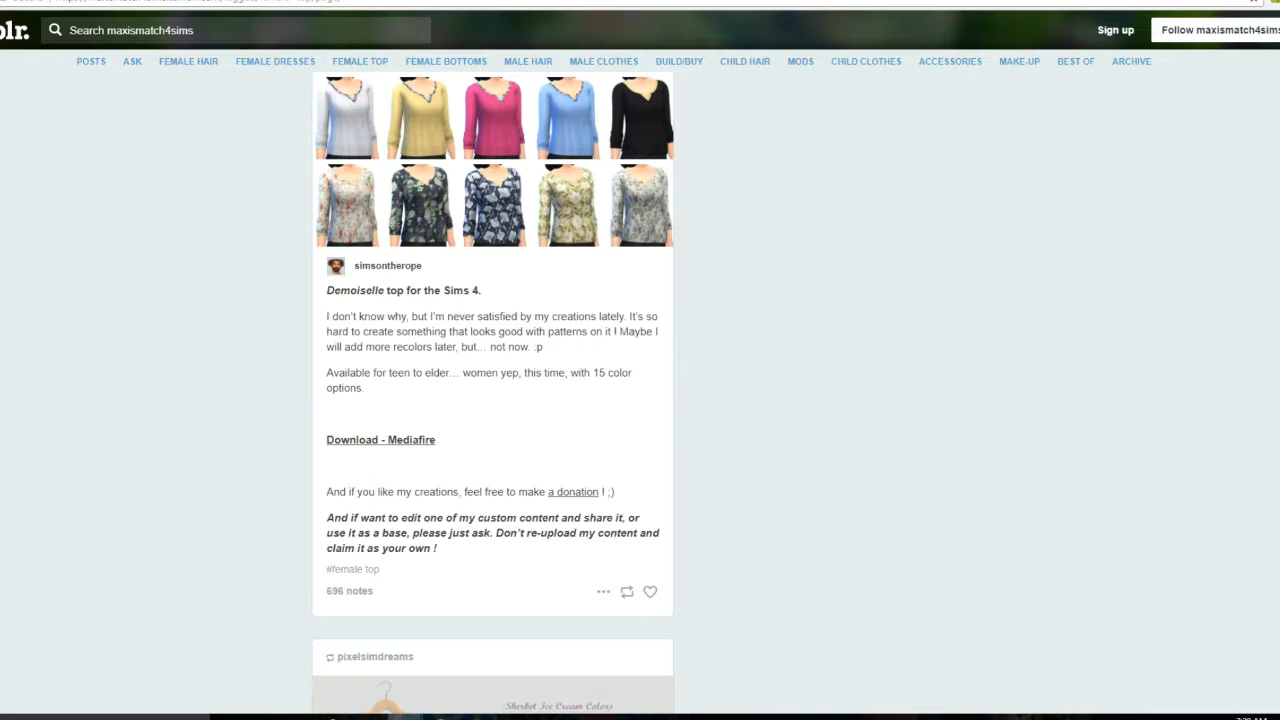 lr.
Search maxismatch4sims
Sign up
Follow maxismatch4sims
POSTS ASK FEMALE HAIR FEMALE DRESSES FEMALE TOP FEMALE BOTTOMS MALE HAIR MALE CLOTHES BUILD/BUY CHILD HAIR MODS CHILD CLOTHES ACCESSORIES MAKE-UP BEST OF ARCHIVE
simsontherope
Demoiselle top for the Sims 4.
I don't know why, but I'm never satisfied by my creations lately. It's so
hard to create something that looks good with patterns on it ! Maybe I
will add more recolors later, but… not now. :p
Available for teen to elder… women yep, this time, with 15 color
options.
Download - Mediafire
And if you like my creations, feel free to make a donation ! ;)
And if want to edit one of my custom content and share it, or
use it as a base, please just ask. Don't re-upload my content and
claim it as your own !
#female top
696 notes
pixelsimdreams
Sherbet Ice Cream Colors